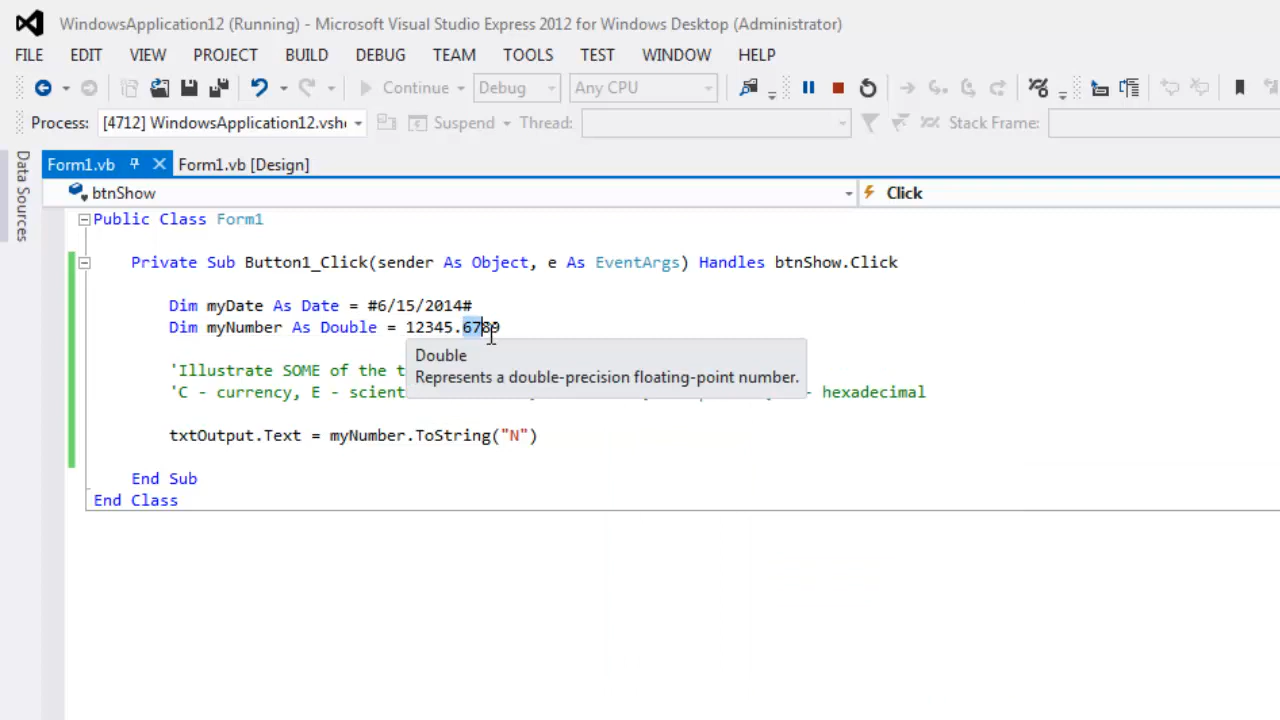 WindowsApplication12 (Running) - Microsoft Visual Studio Express 2012 for Windows Desktop (Administrator)
FILE EDIT VIEW PROJECT BUILD DEBUG TEAM TOOLS TEST WINDOW HELP
Continue Debug Any CPU
Process: [4712] WindowsApplication12.vsh Suspend Thread: Stack Frame:
Data Sources
Form1.vb Form1.vb [Design]
btnShow Click
Public Class Form1
Private Sub Button1_Click(sender As Object, e As EventArgs) Handles btnShow.Click
Dim myDate As Date = #6/15/2014#
Dim myNumber As Double = 12345.6789
Double
Represents a double-precision floating-point number.
'Illustrate SOME of the t
'C - currency, E - scient - hexadecimal
txtOutput.Text = myNumber.ToString("N")
End Sub
End Class